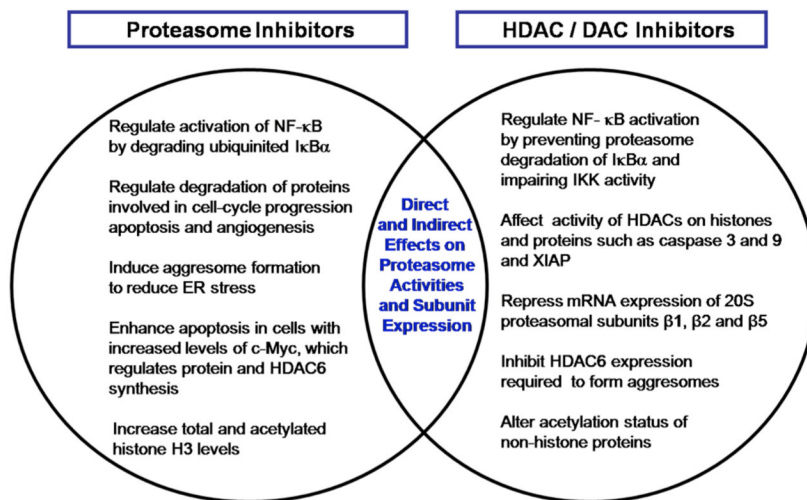 Proteasome Inhibitors
HDAC / DAC Inhibitors
Regulate activation of NF-κB
by degrading ubiquinited IκBα
Regulate degradation of proteins
involved in cell-cycle progression
apoptosis and angiogenesis
Induce aggresome formation
to reduce ER stress
Enhance apoptosis in cells with
increased levels of c-Myc, which
regulates protein and HDAC6
synthesis
Increase total and acetylated
histone H3 levels
Direct
and Indirect
Effects on
Proteasome
Activities
and Subunit
Expression
Regulate NF- κB activation
by preventing proteasome
degradation of IκBα and
impairing IKK activity
Affect activity of HDACs on histones
and proteins such as caspase 3 and 9
and XIAP
Repress mRNA expression of 20S
proteasomal subunits β1, β2 and β5
Inhibit HDAC6 expression
required to form aggresomes
Alter acetylation status of
non-histone proteins